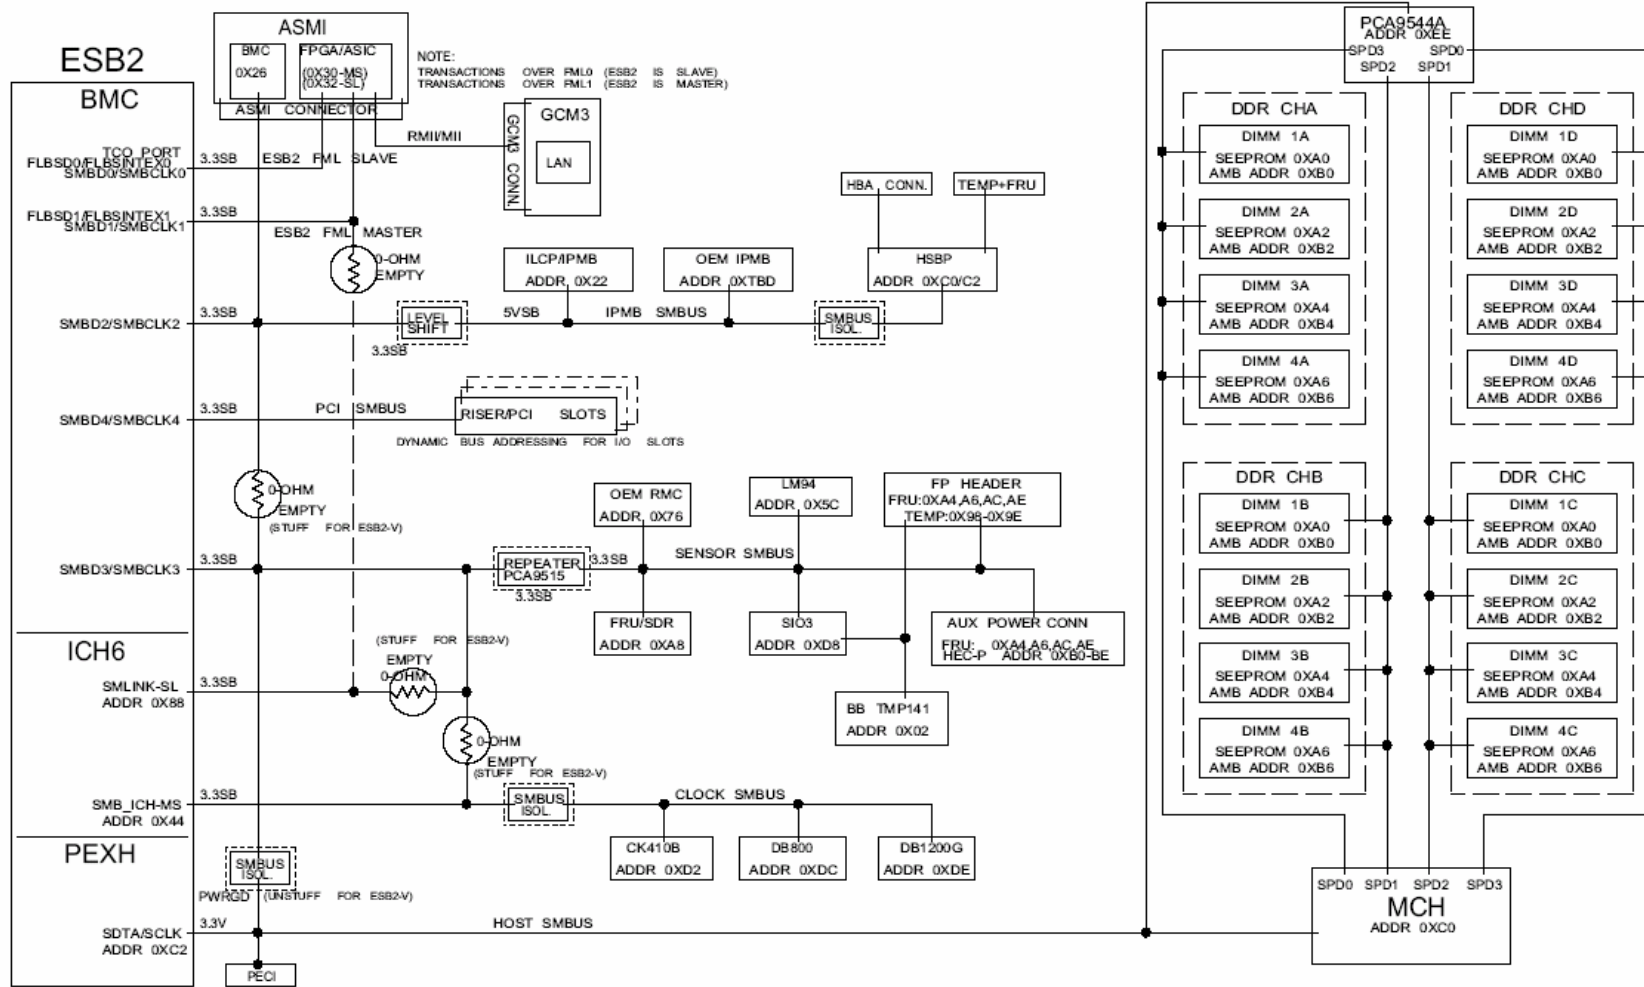 ESB2
BMC
TCO PORT
FLBSD0/FLBSINTEX0
SMBD0/SMBCLK0
FLBSD1/FLBSINTEX1
SMBD1/SMBCLK1
SMBD2/SMBCLK2
SMBD4/SMBCLK4
SMBD3/SMBCLK3
ICH6
SMLINK-SL
ADDR 0X88
SMB_ICH-MS
ADDR 0X44
PEXH
SDTA/SCLK
ADDR 0XC2
ASMI
BMC
0X26
FPGA/ASIC
(0X30-MS)
(0X32-SL)
ASMI CONNECTOR
NOTE:
TRANSACTIONS OVER FML0 (ESB2 IS SLAVE)
TRANSACTIONS OVER FML1 (ESB2 IS MASTER)
RMII/MII
GCM3 CONN.
GCM3
LAN
3.3SB
ESB2 FML SLAVE
3.3SB
ESB2 FML MASTER
0-OHM
EMPTY
3.3SB
LEVEL
SHIFT
3.3SB
5VSB
IPMB SMBUS
ILCP/IPMB
ADDR 0X22
OEM IPMB
ADDR 0XTBD
SMBUS
ISOL.
HBA CONN.
TEMP+FRU
HSBP
ADDR 0XC0/C2
3.3SB
PCI SMBUS
RISER/PCI SLOTS
DYNAMIC BUS ADDRESSING FOR I/O SLOTS
0-OHM
EMPTY
(STUFF FOR ESB2-V)
3.3SB
REPEATER
PCA9515
3.3SB
3.3SB
SENSOR SMBUS
OEM RMC
ADDR 0X76
LM94
ADDR 0X5C
FP HEADER
FRU:0XA4,A6,AC,AE
TEMP:0X98-0X9E
FRU/SDR
ADDR 0XA8
SIO3
ADDR 0XD8
AUX POWER CONN
FRU: 0XA4,A6,AC,AE
HEC-P ADDR 0XB0-BE
BB TMP141
ADDR 0X02
3.3SB
(STUFF FOR ESB2-V)
EMPTY
0-OHM
0-OHM
EMPTY
(STUFF FOR ESB2-V)
3.3SB
SMBUS
ISOL.
CLOCK SMBUS
CK410B
ADDR 0XD2
DB800
ADDR 0XDC
DB1200G
ADDR 0XDE
SMBUS
ISOL.
PWRGD (UNSTUFF FOR ESB2-V)
3.3V
HOST SMBUS
PECI
PCA9544A
ADDR 0XEE
SPD3 SPD0
SPD2 SPD1
DDR CHA
DIMM 1A
SEEPROM 0XA0
AMB ADDR 0XB0
DIMM 2A
SEEPROM 0XA2
AMB ADDR 0XB2
DIMM 3A
SEEPROM 0XA4
AMB ADDR 0XB4
DIMM 4A
SEEPROM 0XA6
AMB ADDR 0XB6
DDR CHD
DIMM 1D
SEEPROM 0XA0
AMB ADDR 0XB0
DIMM 2D
SEEPROM 0XA2
AMB ADDR 0XB2
DIMM 3D
SEEPROM 0XA4
AMB ADDR 0XB4
DIMM 4D
SEEPROM 0XA6
AMB ADDR 0XB6
DDR CHB
DIMM 1B
SEEPROM 0XA0
AMB ADDR 0XB0
DIMM 2B
SEEPROM 0XA2
AMB ADDR 0XB2
DIMM 3B
SEEPROM 0XA4
AMB ADDR 0XB4
DIMM 4B
SEEPROM 0XA6
AMB ADDR 0XB6
DDR CHC
DIMM 1C
SEEPROM 0XA0
AMB ADDR 0XB0
DIMM 2C
SEEPROM 0XA2
AMB ADDR 0XB2
DIMM 3C
SEEPROM 0XA4
AMB ADDR 0XB4
DIMM 4C
SEEPROM 0XA6
AMB ADDR 0XB6
SPD0 SPD1 SPD2 SPD3
MCH
ADDR 0XC0